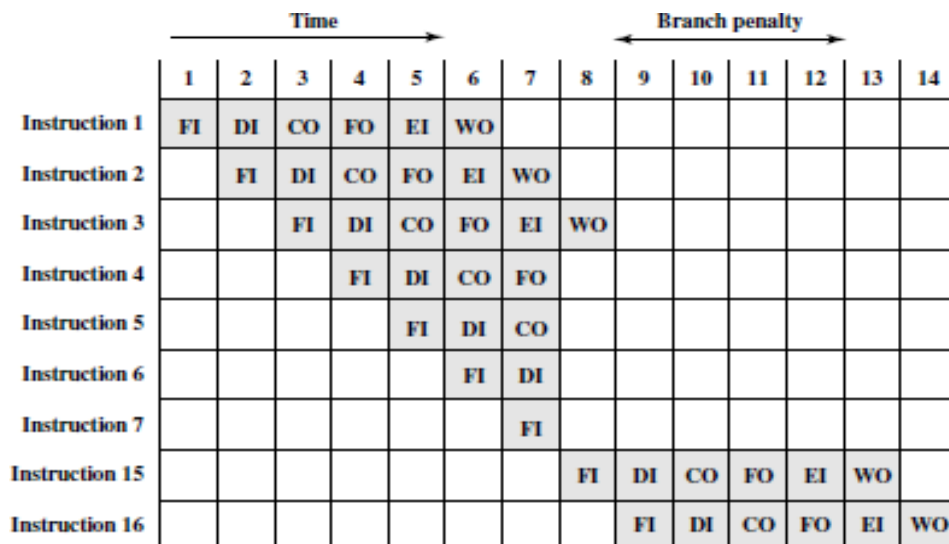 Time Branch penalty
1 2 3 4 5 6 7 8 9 10 11 12 13 14
Instruction 1 FI DI CO FO EI WO
Instruction 2 FI DI CO FO EI WO
Instruction 3 FI DI CO FO EI WO
Instruction 4 FI DI CO FO
Instruction 5 FI DI CO
Instruction 6 FI DI
Instruction 7 FI
Instruction 15 FI DI CO FO EI WO
Instruction 16 FI DI CO FO EI WO